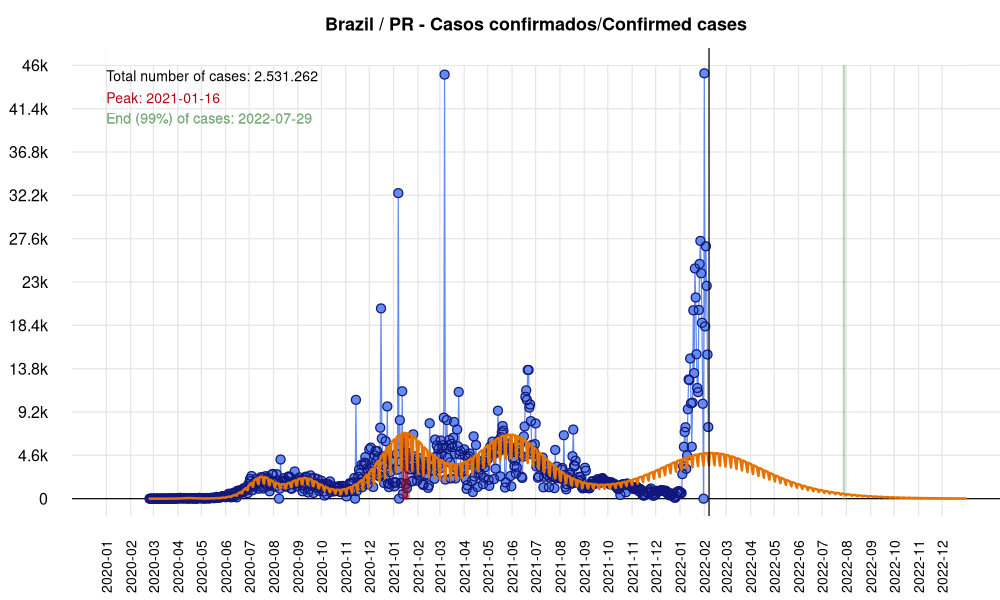 Brazil / PR - Casos confirmados/Confirmed cases
Total number of cases: 2.531.262
Peak: 2021-01-16
End (99%) of cases: 2022-07-29
46k
41.4k
36.8k
32.2k
27.6k
23k
18.4k
13.8k
9.2k
4.6k
0
2020-01
2020-02
2020-03
2020-04
2020-05
2020-06
2020-07
2020-08
2020-09
2020-10
2020-11
2020-12
2021-01
2021-02
2021-03
2021-04
2021-05
2021-06
2021-07
2021-08
2021-09
2021-10
2021-11
2021-12
2022-01
2022-02
2022-03
2022-04
2022-05
2022-06
2022-07
2022-08
2022-09
2022-10
2022-11
2022-12